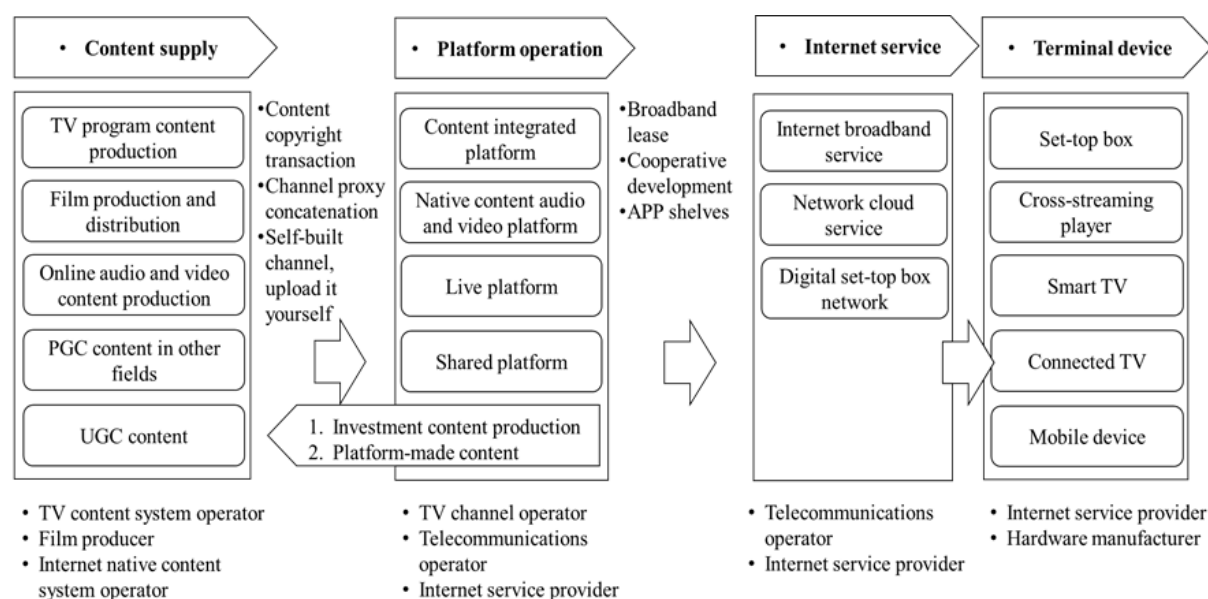 • Content supply
• Platform operation
• Internet service
• Terminal device
TV program content
production
Film production and
distribution
Online audio and video
content production
PGC content in other
fields
UGC content
•Content
copyright
transaction
•Channel proxy
concatenation
•Self-built
channel,
upload it
yourself
Content integrated
platform
Native content audio
and video platform
Live platform
Shared platform
1. Investment content production
2. Platform-made content
•Broadband
lease
•Cooperative
development
•APP shelves
Internet broadband
service
Network cloud
service
Digital set-top box
network
Set-top box
Cross-streaming
player
Smart TV
Connected TV
Mobile device
• TV content system operator
• Film producer
• Internet native content
system operator
• TV channel operator
• Telecommunications
operator
• Internet service provider
• Telecommunications
operator
• Internet service provider
• Internet service provider
• Hardware manufacturer